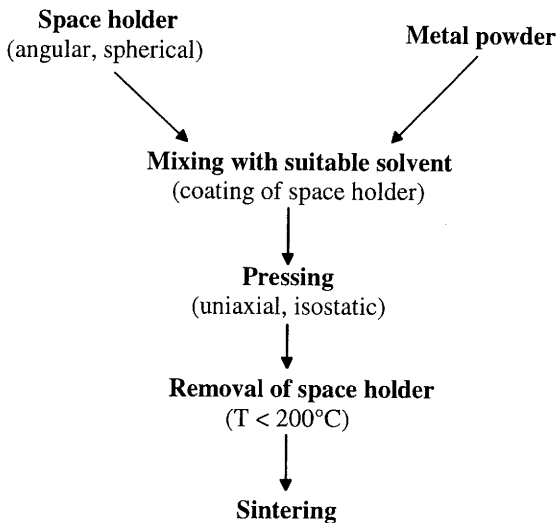 Space holder
(angular, spherical)
Metal powder
Mixing with suitable solvent
(coating of space holder)
Pressing
(uniaxial, isostatic)
Removal of space holder
(T < 200°C)
Sintering